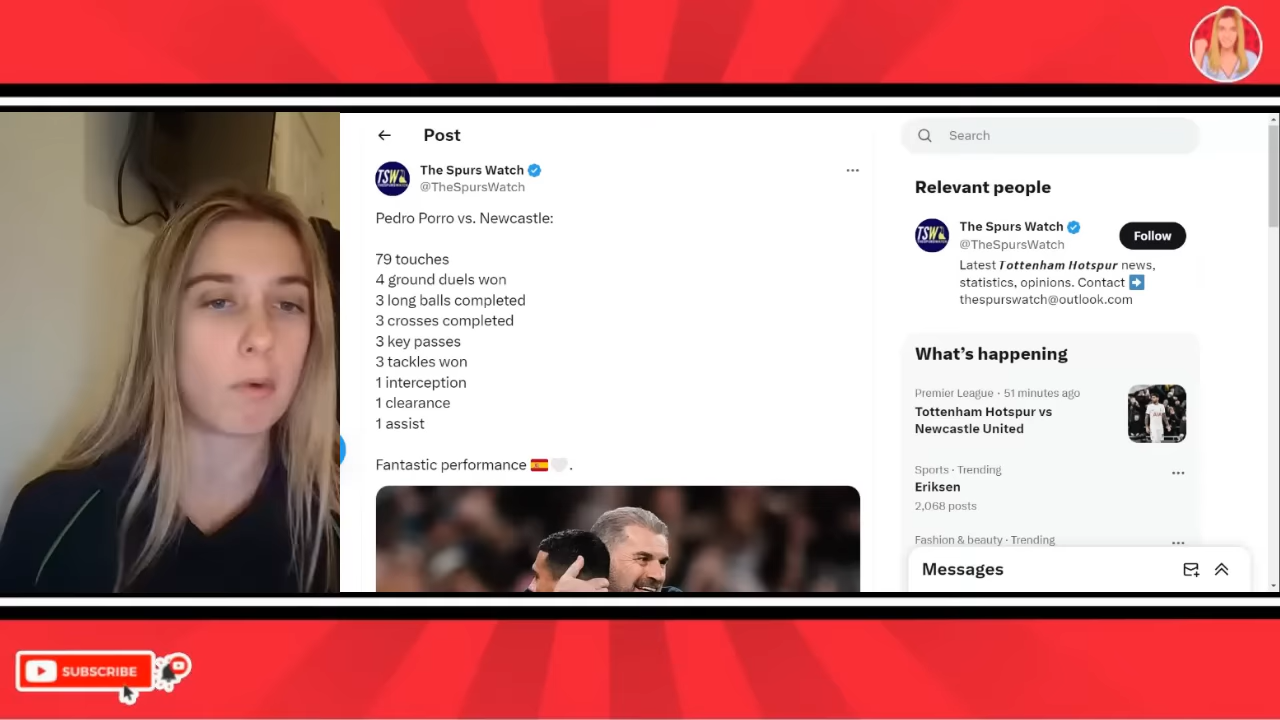 Post
The Spurs Watch
@TheSpursWatch
Pedro Porro vs. Newcastle:
79 touches
4 ground duels won
3 long balls completed
3 crosses completed
3 key passes
3 tackles won
1 interception
1 clearance
1 assist
Fantastic performance 🇪🇸🤍.
TSW
Search
Relevant people
TSW
The Spurs Watch
@TheSpursWatch
Follow
Latest Tottenham Hotspur news,
statistics, opinions. Contact ➡️
thespurswatch@outlook.com
What’s happening
Premier League · 51 minutes ago
Tottenham Hotspur vs
Newcastle United
Sports · Trending
Eriksen
2,068 posts
Fashion & beauty · Trending
Messages
SUBSCRIBE